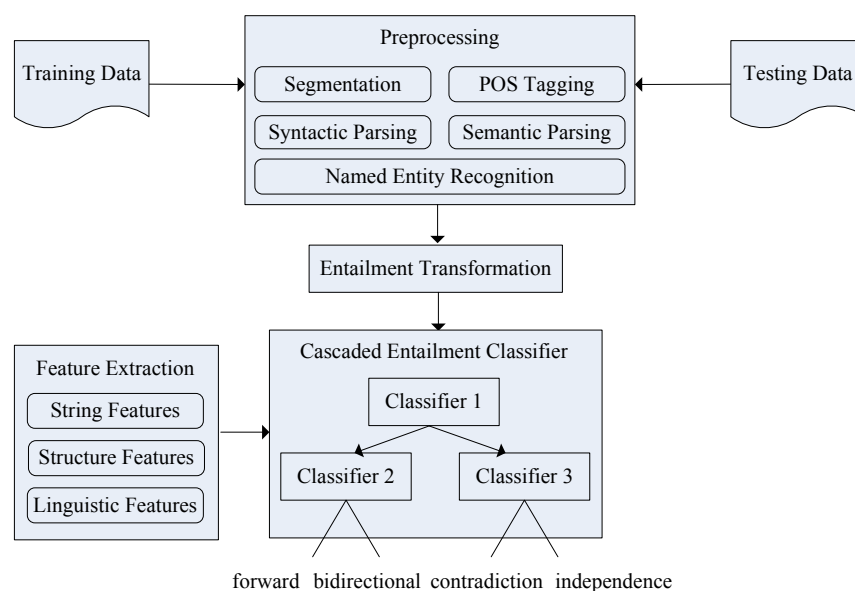 Training Data
Preprocessing
Segmentation
POS Tagging
Syntactic Parsing
Semantic Parsing
Named Entity Recognition
Testing Data
Entailment Transformation
Feature Extraction
String Features
Structure Features
Linguistic Features
Cascaded Entailment Classifier
Classifier 1
Classifier 2
Classifier 3
forward bidirectional contradiction independence